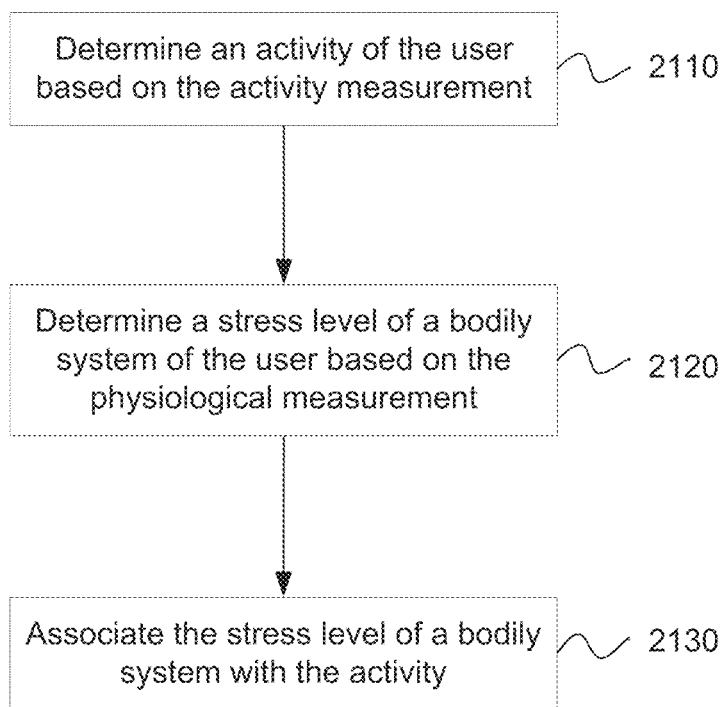 Determine an activity of the user
based on the activity measurement
2110
Determine a stress level of a bodily
system of the user based on the
physiological measurement
2120
Associate the stress level of a bodily
system with the activity
2130